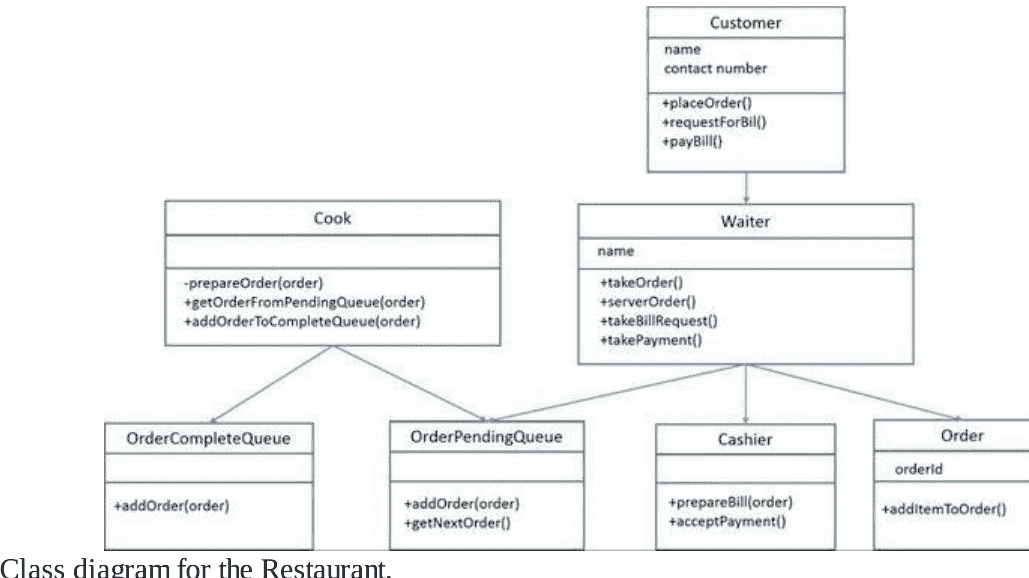 Customer
name
contact number
+placeOrder()
+requestForBil()
+payBill()
Cook
-prepareOrder(order)
+getOrderFromPendingQueue(order)
+addOrderToCompleteQueue(order)
Waiter
name
+takeOrder()
+serverOrder()
+takeBillRequest()
+takePayment()
OrderCompleteQueue
+addOrder(order)
OrderPendingQueue
+addOrder(order)
+getNextOrder()
Cashier
+prepareBill(order)
+acceptPayment()
Order
orderId
+addItemToOrder()
Class diagram for the Restaurant.